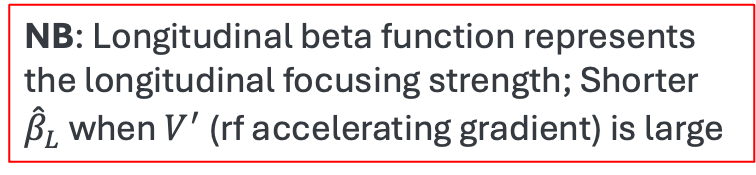 NB: Longitudinal beta function represents
the longitudinal focusing strength; Shorter
β̂_L when V′ (rf accelerating gradient) is large